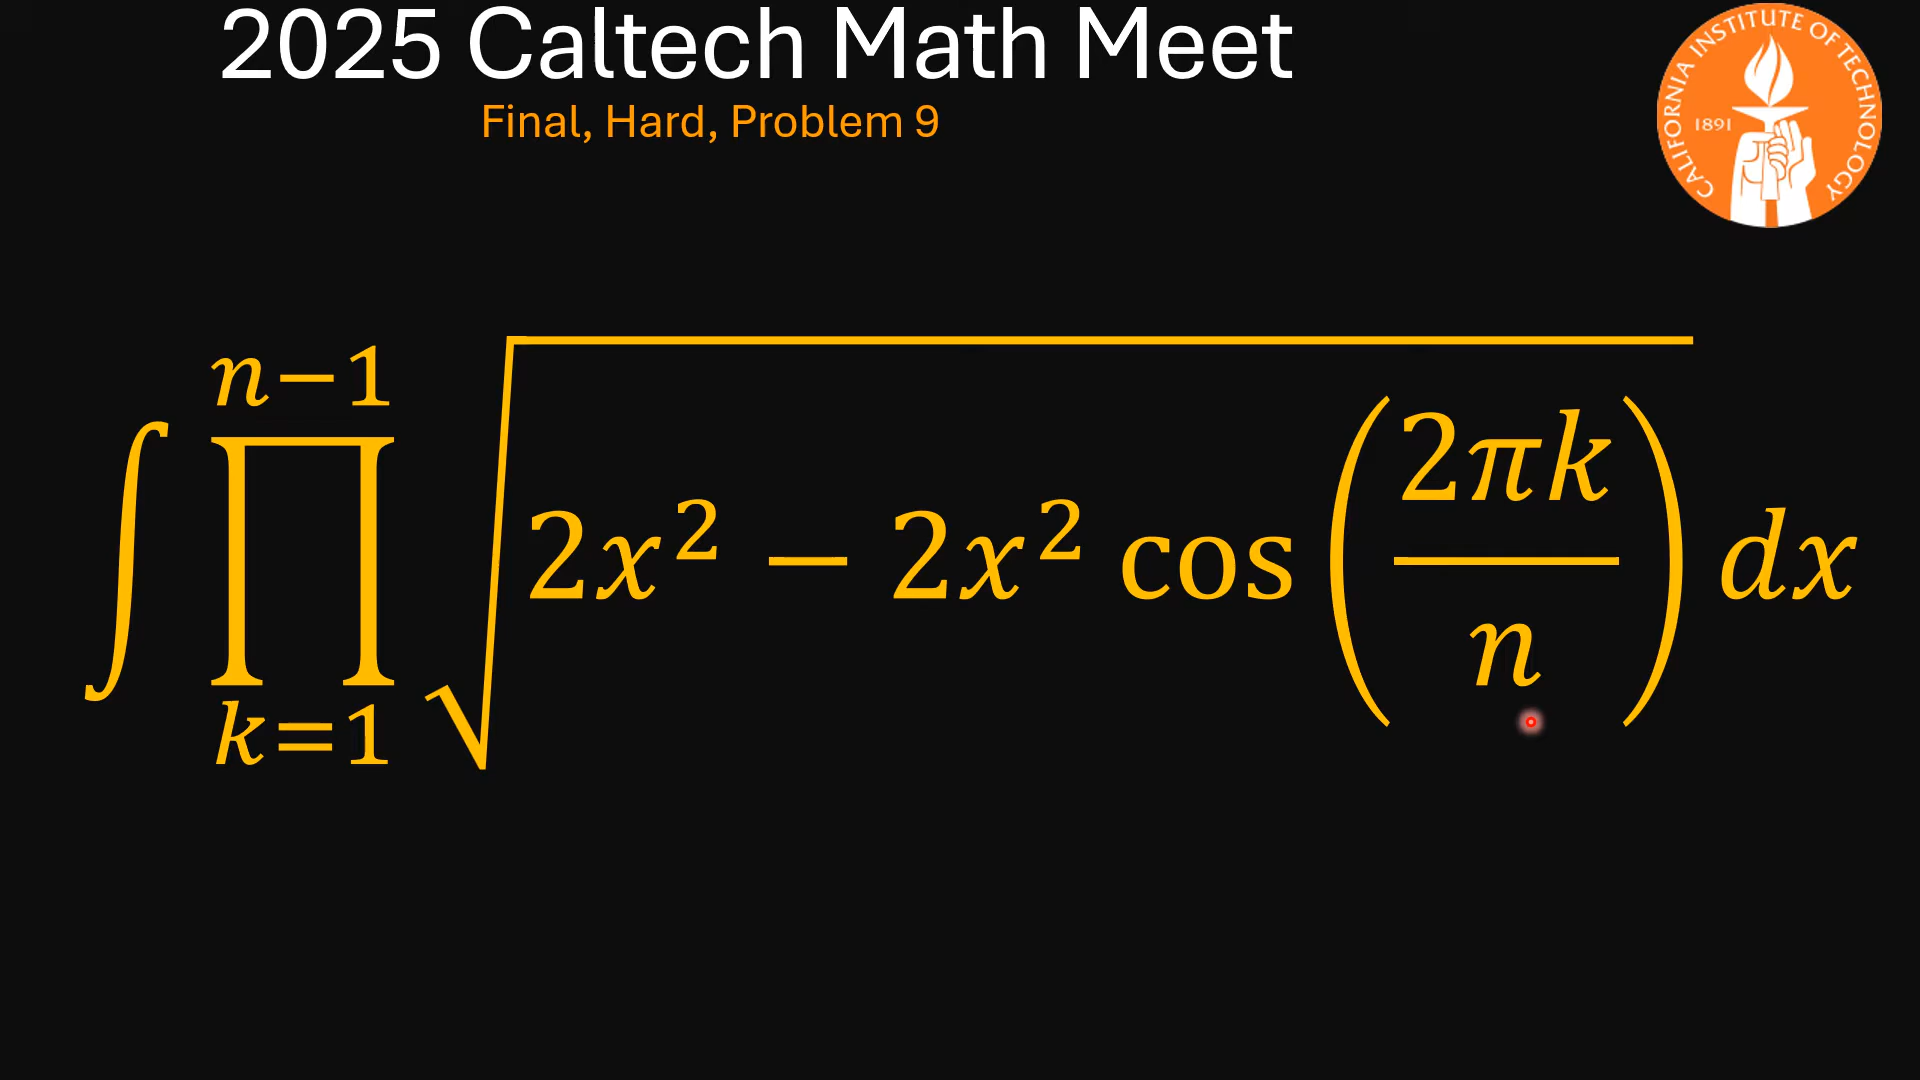 2025 Caltech Math Meet
Final, Hard, Problem 9
CALIFORNIA INSTITUTE OF TECHNOLOGY
1891
∫ ∏_{k=1}^{n−1} √(2x² − 2x² cos(2πk/n)) dx